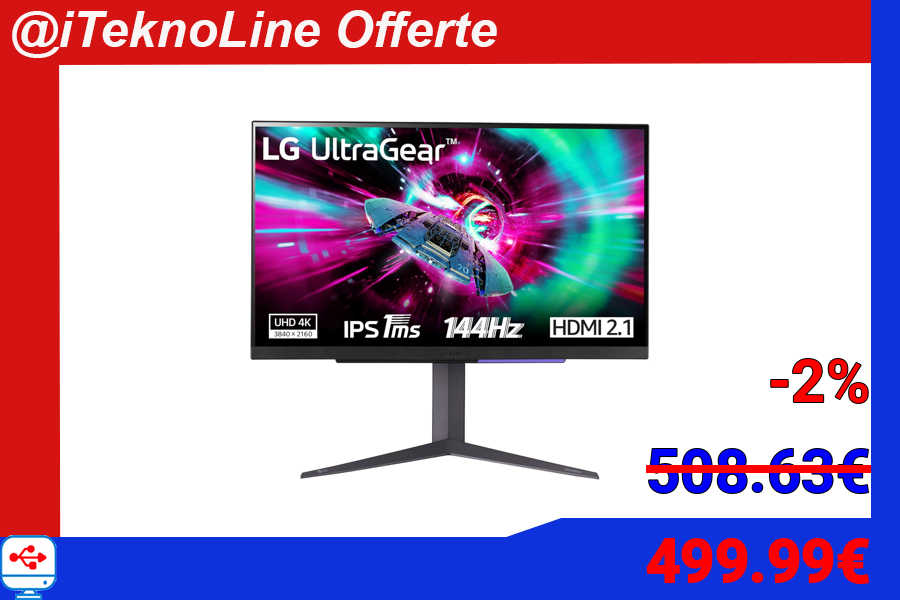 @iTeknoLine Offerte
LG UltraGear™
70
UHD 4K
3840 × 2160
IPS 1ms
144Hz
HDMI 2.1
-2%
508.63€
499.99€